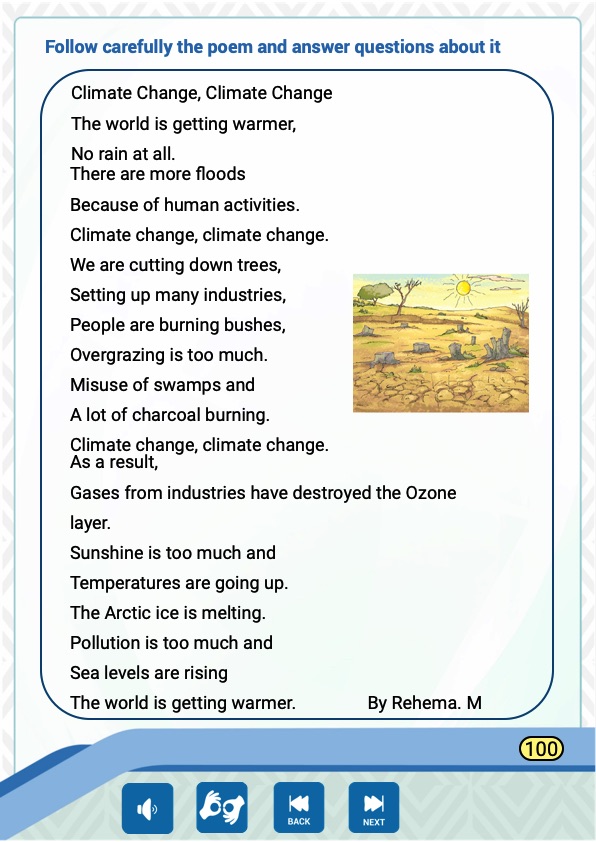 Follow carefully the poem and answer questions about it
Climate Change, Climate Change
The world is getting warmer,
No rain at all.
There are more floods
Because of human activities.
Climate change, climate change.
We are cutting down trees,
Setting up many industries,
People are burning bushes,
Overgrazing is too much.
Misuse of swamps and
A lot of charcoal burning.
Climate change, climate change.
As a result,
Gases from industries have destroyed the Ozone
layer.
Sunshine is too much and
Temperatures are going up.
The Arctic ice is melting.
Pollution is too much and
Sea levels are rising
The world is getting warmer. By Rehema. M
100
BACK
NEXT